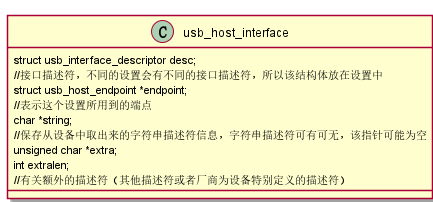 C usb_host_interface
struct usb_interface_descriptor desc;
//接口描述符，不同的设置会有不同的接口描述符，所以该结构体放在设置中
struct usb_host_endpoint *endpoint;
//表示这个设置所用到的端点
char *string;
//保存从设备中取出来的字符串描述符信息，字符串描述符可有可无，该指针可能为空
unsigned char *extra;
int extralen;
//有关额外的描述符（其他描述符或者厂商为设备特别定义的描述符）